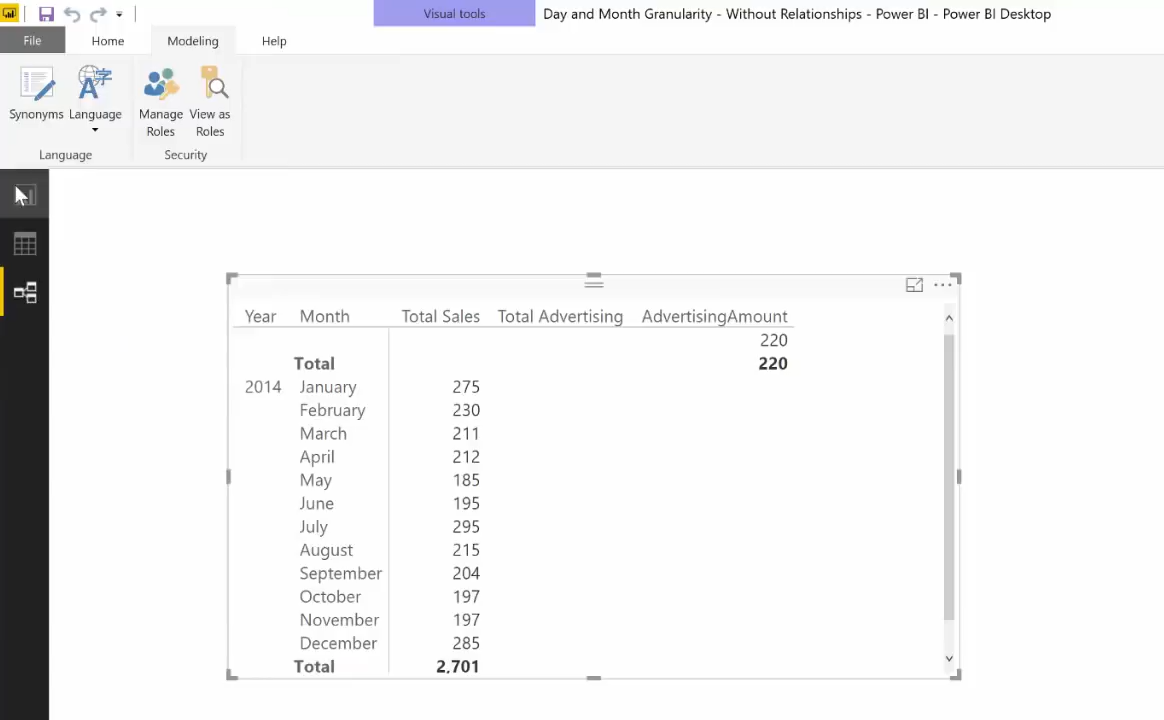 Visual tools Day and Month Granularity - Without Relationships - Power BI - Power BI Desktop
File Home Modeling Help
Synonyms Language Manage Roles View as Roles
Language Security
Year Month Total Sales Total Advertising AdvertisingAmount
220
Total 220
2014 January 275
February 230
March 211
April 212
May 185
June 195
July 295
August 215
September 204
October 197
November 197
December 285
Total 2,701